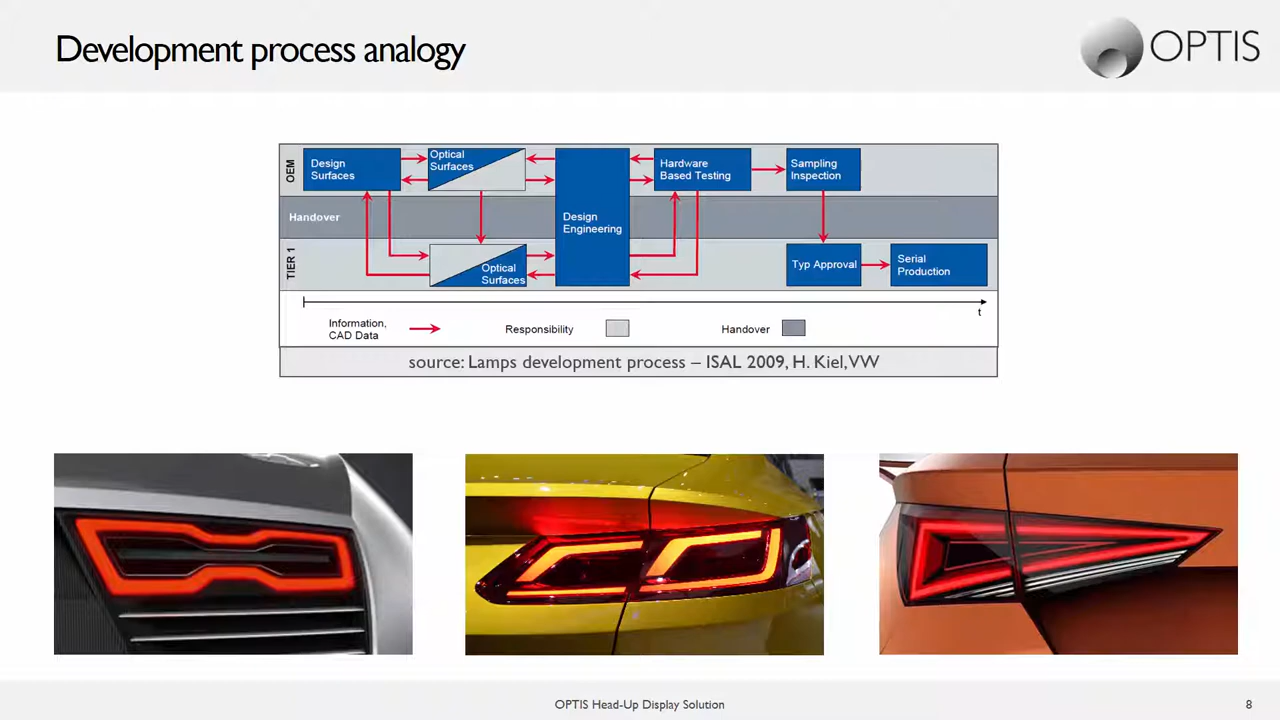 Development process analogy
OPTIS
OEM
Design
Surfaces
Optical
Surfaces
Hardware
Based Testing
Sampling
Inspection
Handover
Design
Engineering
TIER 1
Optical
Surfaces
Typ Approval
Serial
Production
t
Information,
CAD Data
Responsibility
Handover
source: Lamps development process – ISAL 2009, H. Kiel, VW
OPTIS Head-Up Display Solution
8